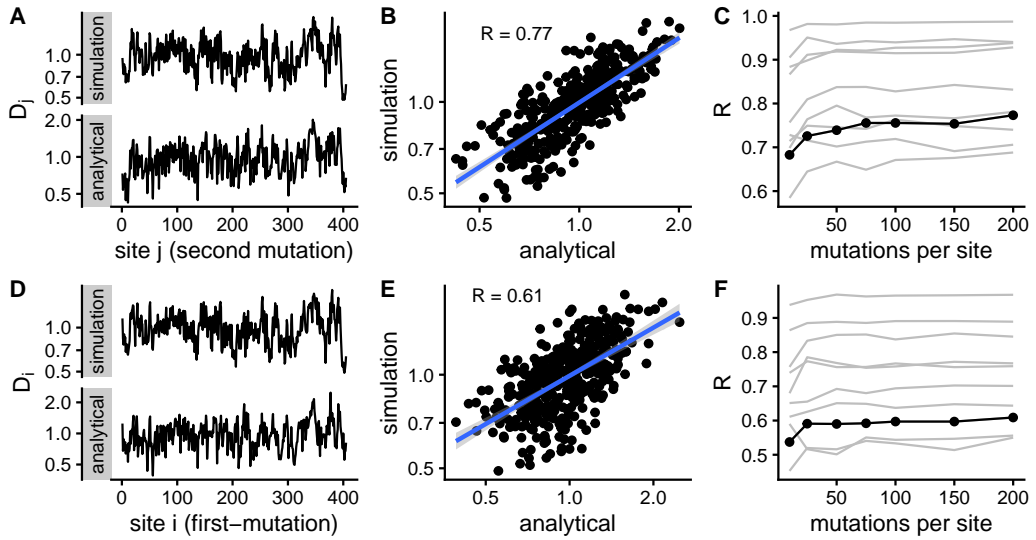 A
D_j
simulation
1.0
0.7
0.5
analytical
2.0
1.0
0.5
0 100 200 300 400
site j (second mutation)
B
R = 0.77
simulation
1.0
0.7
0.5
0.5 1.0 2.0
analytical
C
R
1.0
0.9
0.8
0.7
0.6
50 100 150 200
mutations per site
D
D_i
simulation
1.0
0.7
0.5
analytical
2.0
1.0
0.5
0 100 200 300 400
site i (first−mutation)
E
R = 0.61
simulation
1.0
0.7
0.5
0.5 1.0 2.0
analytical
F
R
0.9
0.8
0.7
0.6
0.5
50 100 150 200
mutations per site